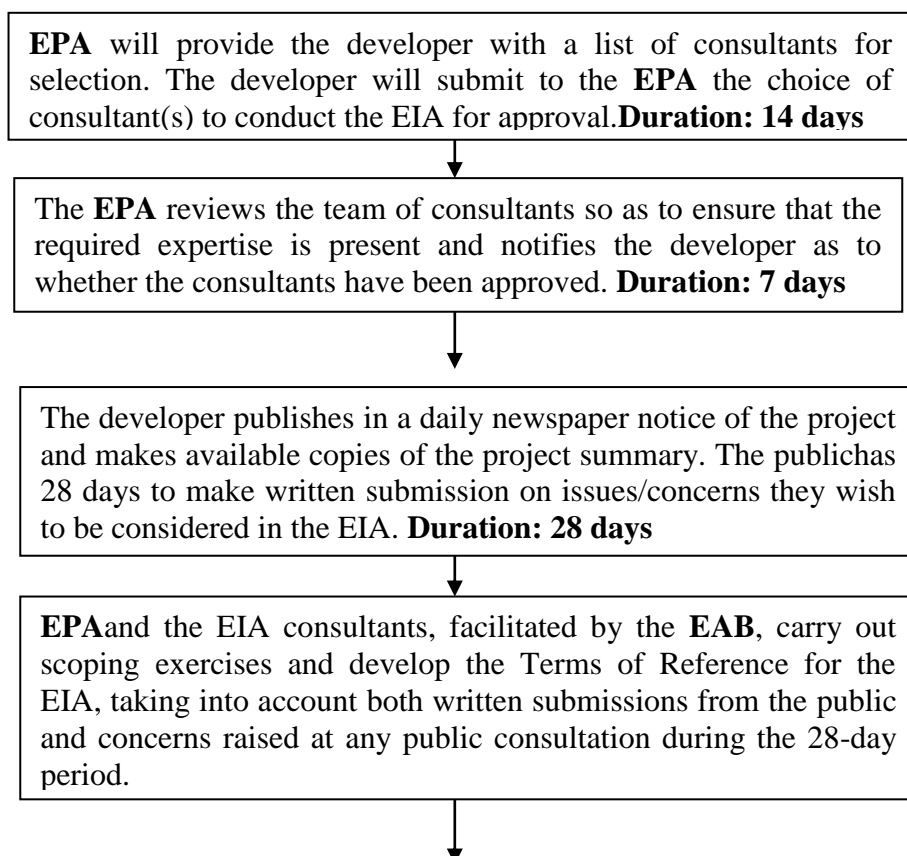 EPA will provide the developer with a list of consultants for
selection. The developer will submit to the EPA the choice of
consultant(s) to conduct the EIA for approval.Duration: 14 days
The EPA reviews the team of consultants so as to ensure that the
required expertise is present and notifies the developer as to
whether the consultants have been approved. Duration: 7 days
The developer publishes in a daily newspaper notice of the project
and makes available copies of the project summary. The publichas
28 days to make written submission on issues/concerns they wish
to be considered in the EIA. Duration: 28 days
EPAand the EIA consultants, facilitated by the EAB, carry out
scoping exercises and develop the Terms of Reference for the
EIA, taking into account both written submissions from the public
and concerns raised at any public consultation during the 28-day
period.